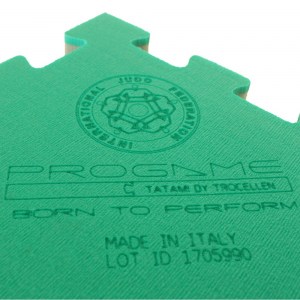 INTERNATIONAL JUDO FEDERATION
PROGAME
TATAMI BY TROCELLEN
BORN TO PERFORM
MADE IN ITALY
LOT ID 1705990